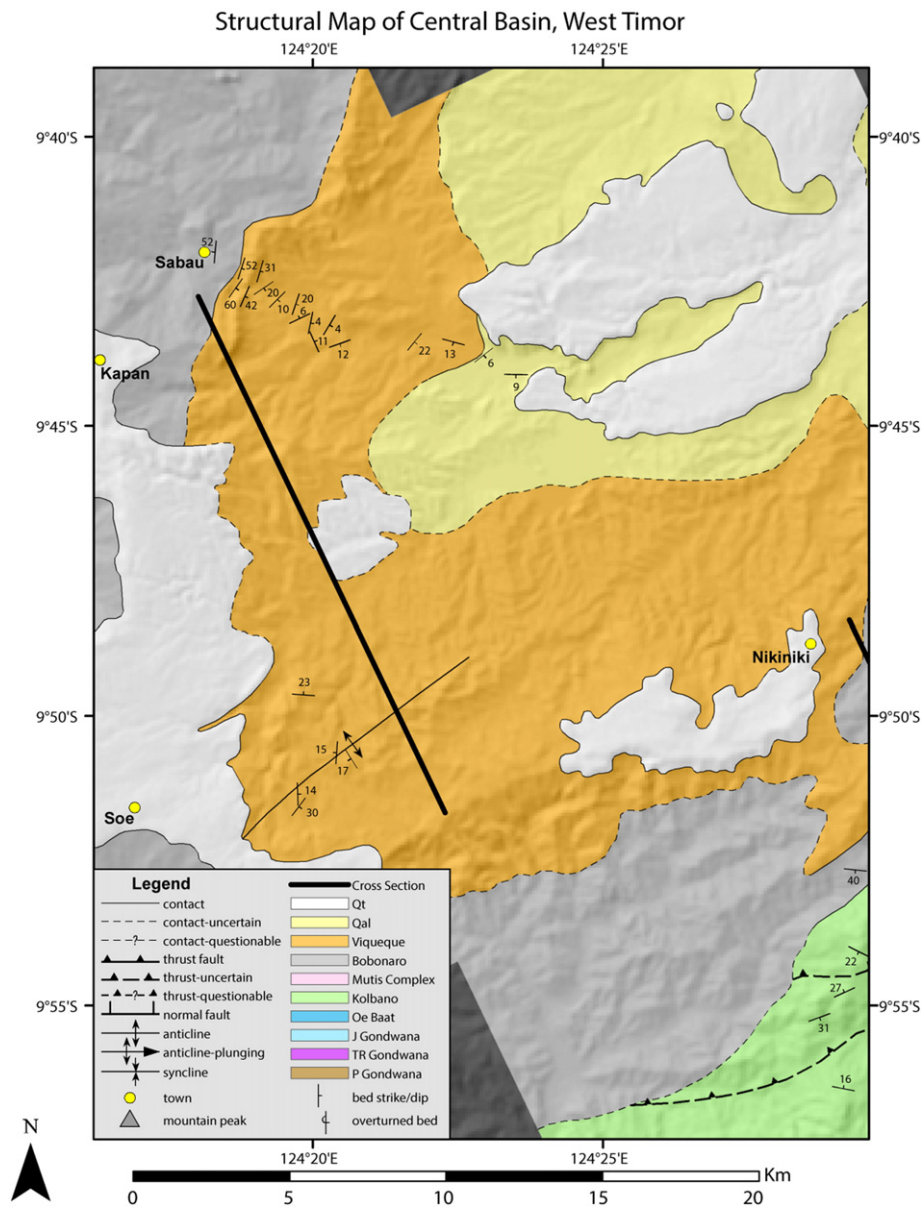 Structural Map of Central Basin, West Timor
124°20'E 124°25'E
9°40'S 9°40'S
52
Sabau
52 31
60 42 20 10 20
6 4 4
11 12 22 13 6
9
Kapan
9°45'S 9°45'S
Nikiniki
23
9°50'S 9°50'S
15
17
14
30
Soe
40
22
27
31
16
9°55'S 9°55'S
Legend
contact
contact-uncertain
-?- contact-questionable
thrust fault
thrust-uncertain
? thrust-questionable
normal fault
anticline
anticline-plunging
syncline
town
mountain peak
Cross Section
Qt
Qal
Viqueque
Bobonaro
Mutis Complex
Kolbano
Oe Baat
J Gondwana
TR Gondwana
P Gondwana
bed strike/dip
overturned bed
N
124°20'E 124°25'E
Km
0 5 10 15 20